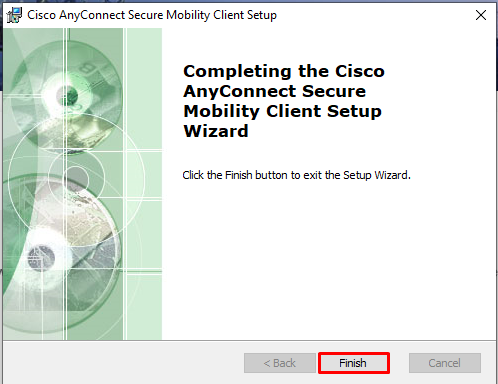 Cisco AnyConnect Secure Mobility Client Setup
Completing the Cisco
AnyConnect Secure
Mobility Client Setup
Wizard
Click the Finish button to exit the Setup Wizard.
< Back
Finish
Cancel